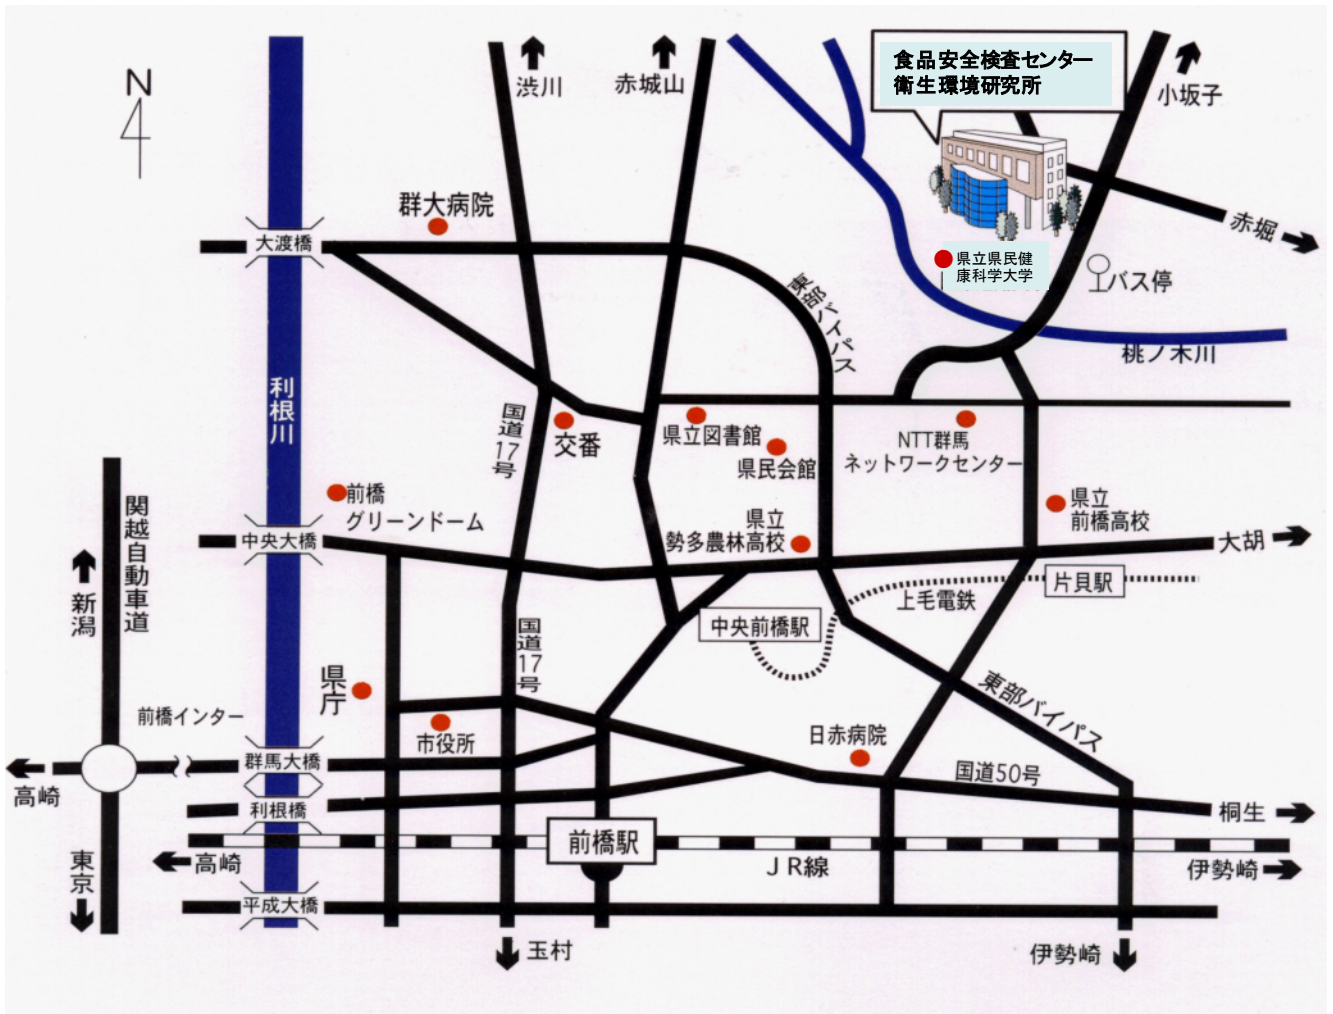 食品安全検査センター
衛生環境研究所
N
渋川
赤城山
小坂子
群大病院
赤堀
大渡橋
県立県民健
康科学大学
バス停
東部バイパス
桃ノ木川
利根川
国道17号
交番
県立図書館
県民会館
NTT群馬
ネットワークセンター
前橋
グリーンドーム
県立
勢多農林高校
県立
前橋高校
関越自動車道
中央大橋
大胡
新潟
片貝駅
上毛電鉄
中央前橋駅
国道17号
県庁
東部バイパス
前橋インター
市役所
日赤病院
群馬大橋
国道50号
高崎
利根橋
桐生
前橋駅
高崎
JR線
伊勢崎
東京
平成大橋
玉村
伊勢崎